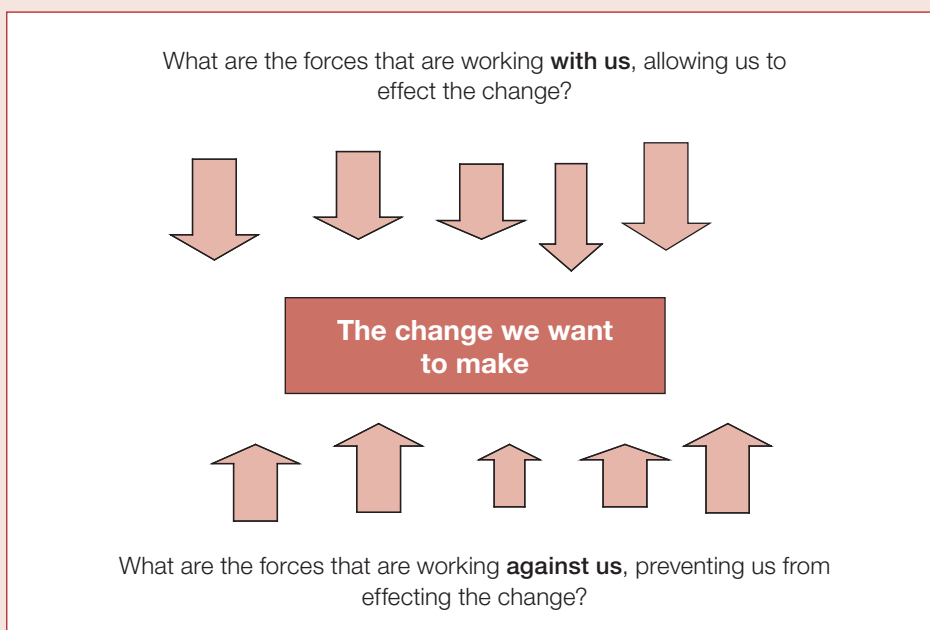 What are the forces that are working with us, allowing us to
effect the change?
The change we want
to make
What are the forces that are working against us, preventing us from
effecting the change?